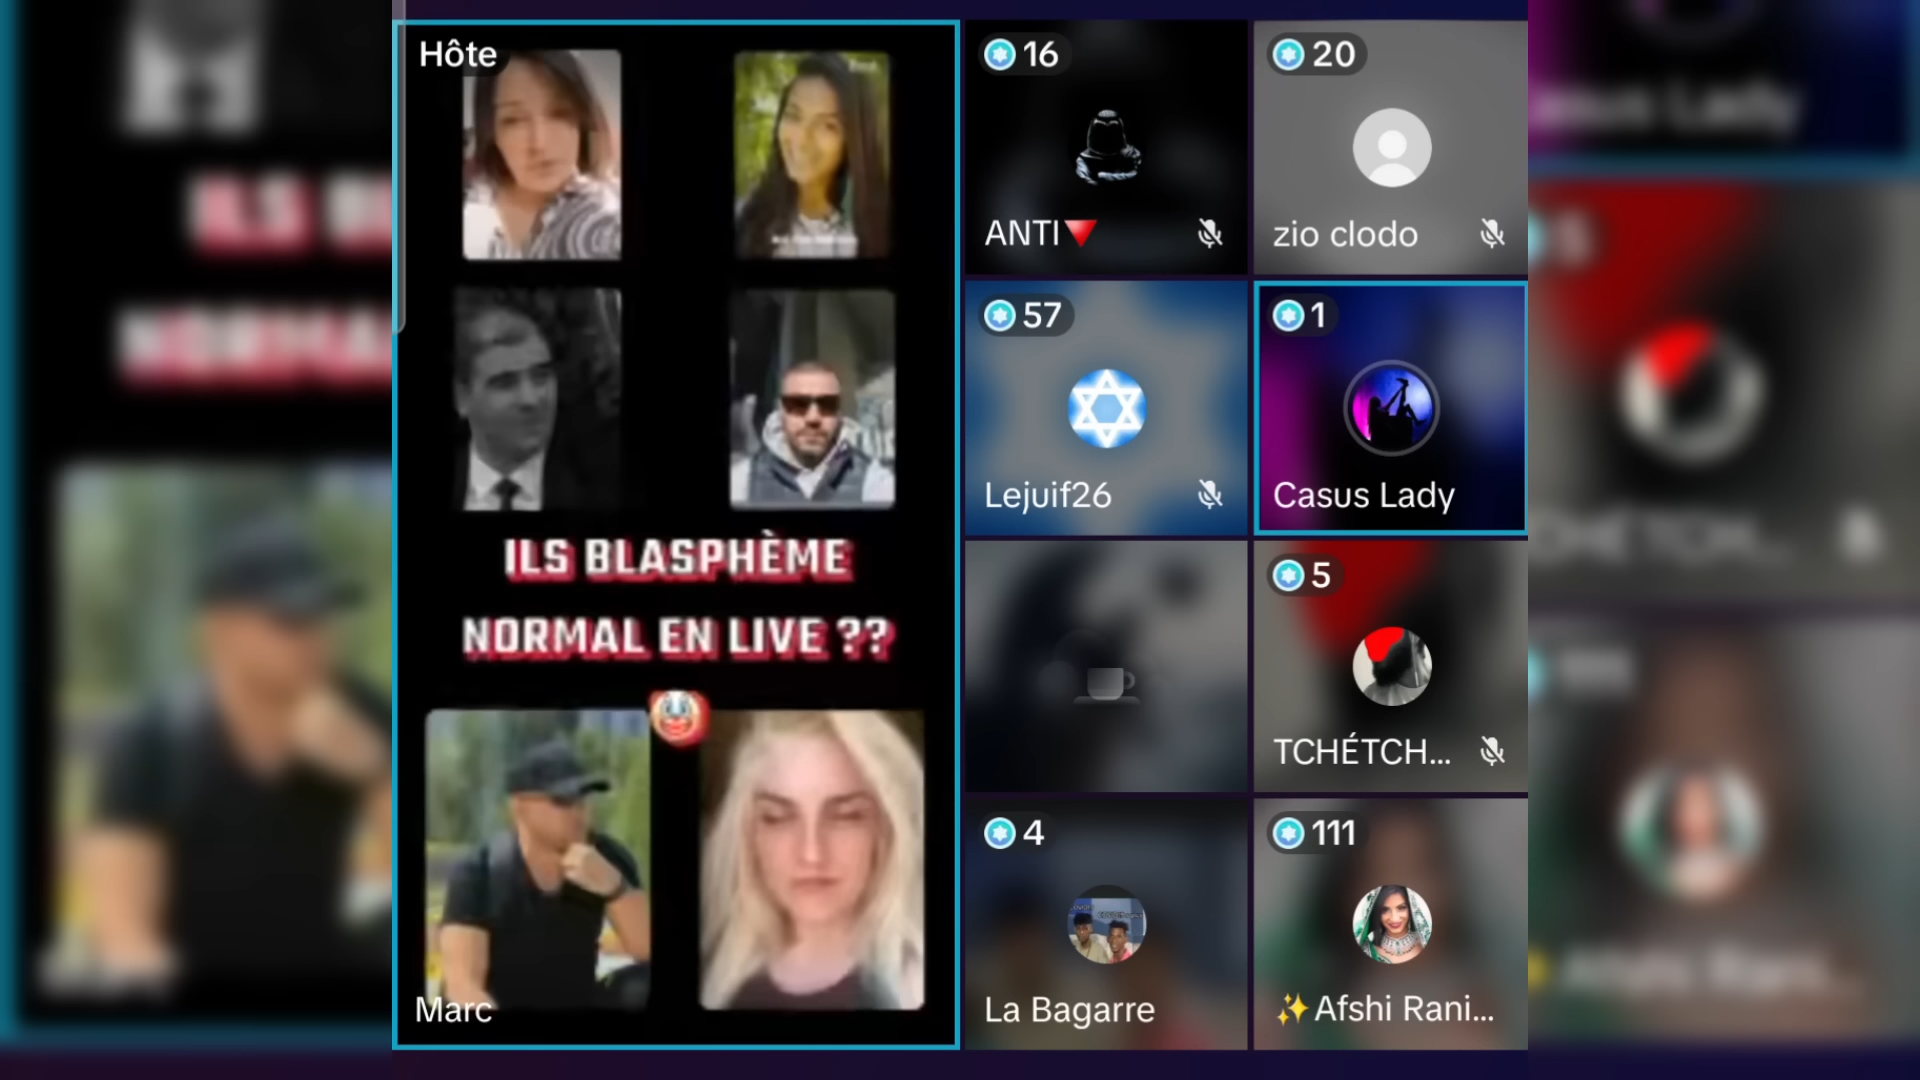 Hôte
ILS BLASPHÈME
NORMAL EN LIVE ??
Marc
16
ANTI
20
zio clodo
57
Lejuif26
1
Casus Lady
5
TCHÉTCH...
4
La Bagarre
111
Afshi Rani...